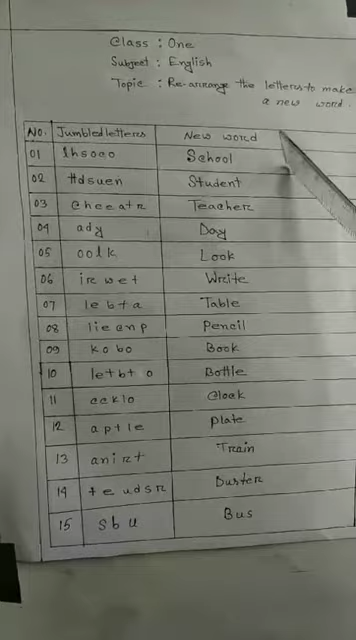 Class : One
Subject : English
Topic : Re-arrange the letters to make
a new word.
No. Jumbled letters New word
01 lhsoco School
02 tdsuen Student
03 cheeatr Teacher
04 ady Day
05 oolk Look
06 irwet Write
07 lebta Table
08 liecnp Pencil
09 kobo Book
10 letbto Bottle
11 ccklo Clock
12 aptle Plate
13 anirt Train
14 teudsr Duster
15 sbu Bus